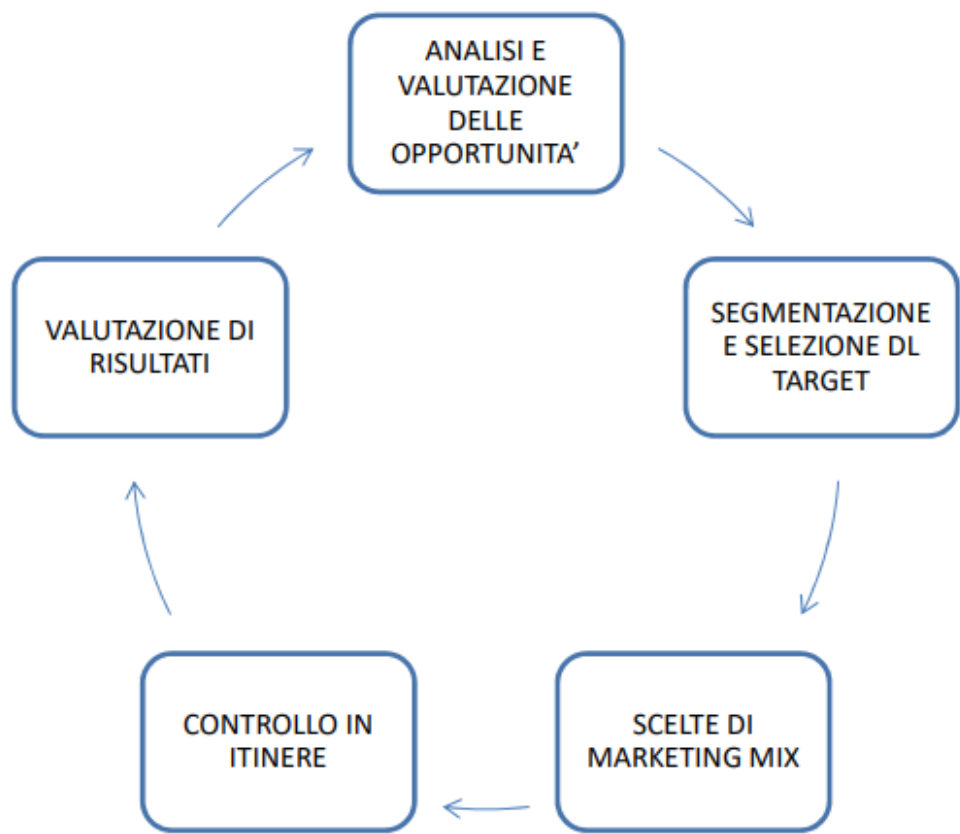 ANALISI E
VALUTAZIONE
DELLE
OPPORTUNITA’
SEGMENTAZIONE
E SELEZIONE DL
TARGET
SCELTE DI
MARKETING MIX
CONTROLLO IN
ITINERE
VALUTAZIONE DI
RISULTATI